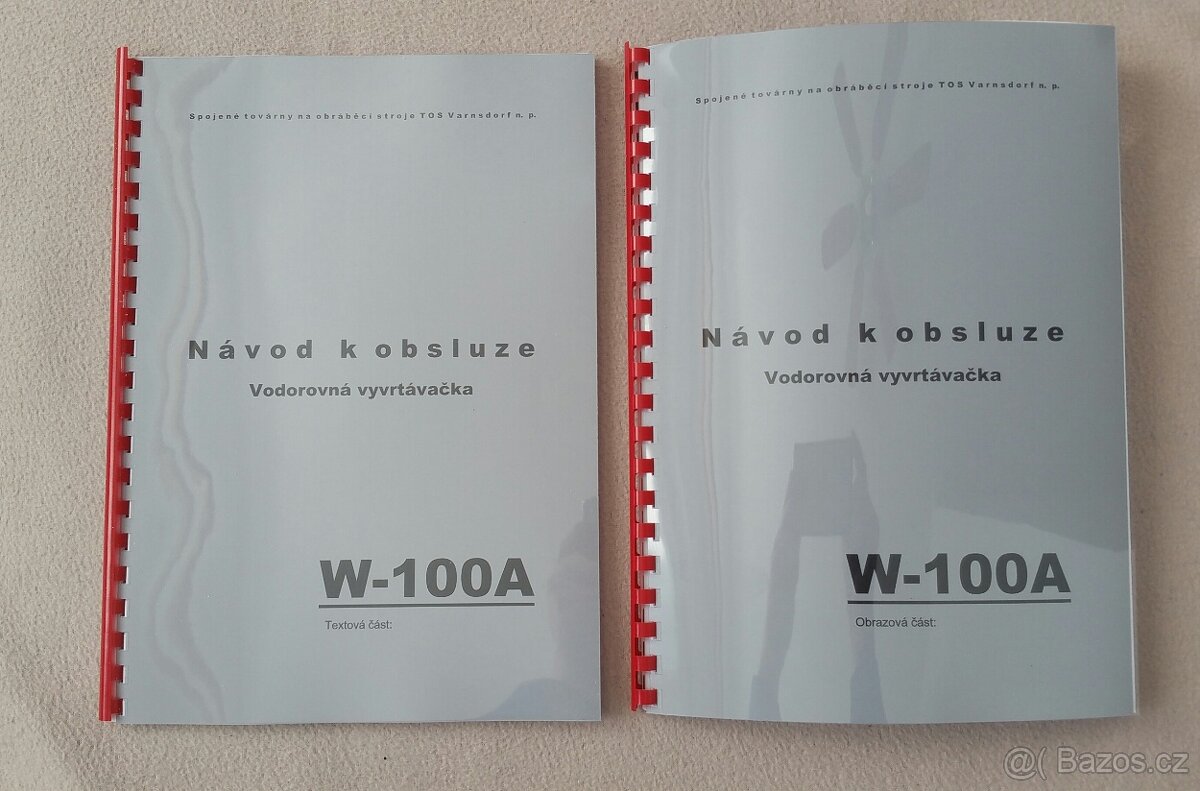 Spojené továrny na obráběcí stroje TOS Varnsdorf n. p.
Návod k obsluze
Vodorovná vyvrtávačka
W-100A
Textová část:
Spojené továrny na obráběcí stroje TOS Varnsdorf n. p.
Návod k obsluze
Vodorovná vyvrtávačka
W-100A
Obrazová část:
@( Bazos.cz